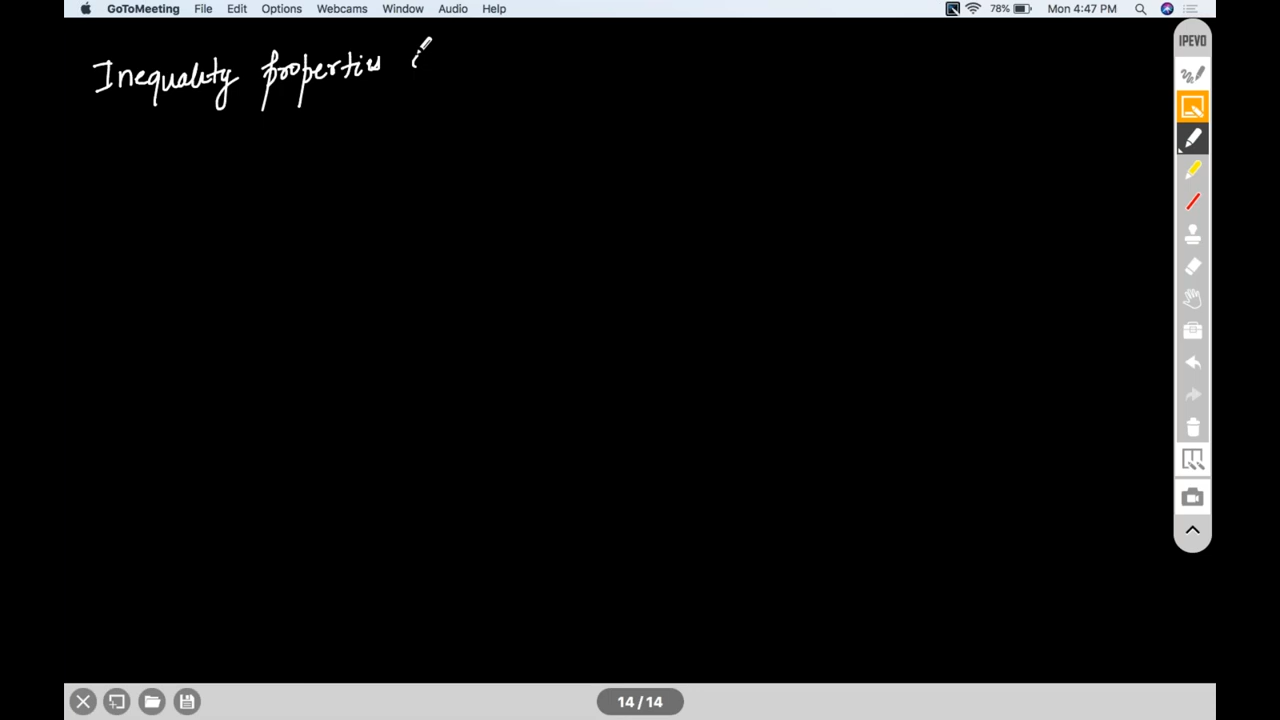 GoToMeeting File Edit Options Webcams Window Audio Help 78% Mon 4:47 PM
IPEVO
Inequality properties
14 / 14